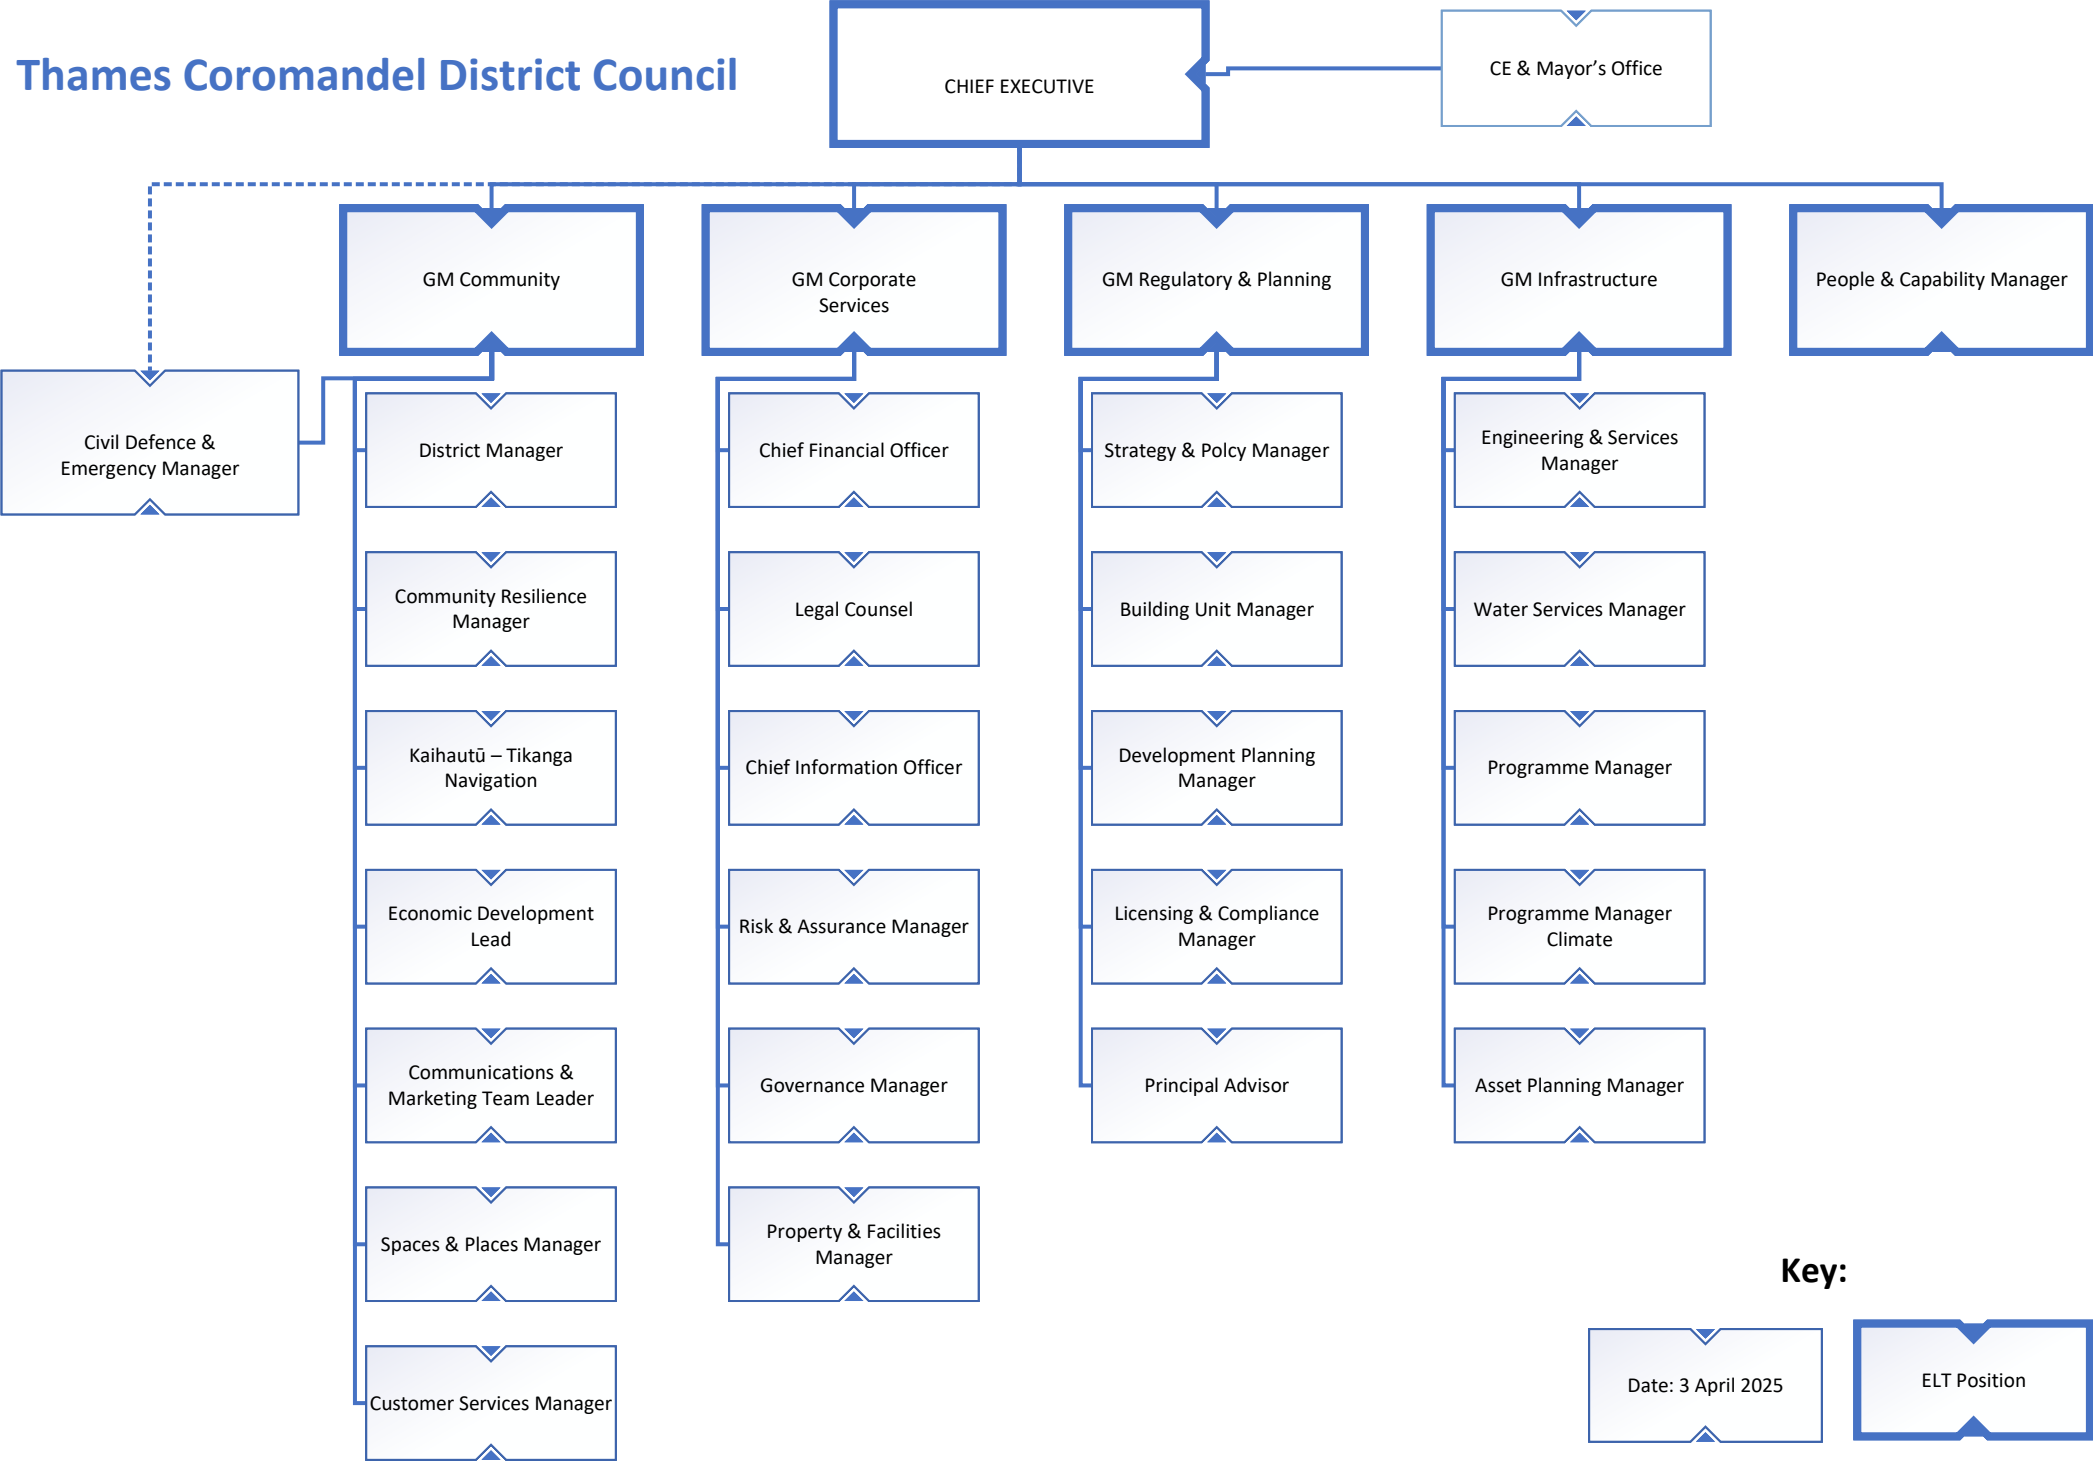 Thames Coromandel District Council
CHIEF EXECUTIVE
CE & Mayor’s Office
GM Community
GM Corporate
Services
GM Regulatory & Planning
GM Infrastructure
People & Capability Manager
Civil Defence &
Emergency Manager
District Manager
Community Resilience
Manager
Kaihautū – Tikanga
Navigation
Economic Development
Lead
Communications &
Marketing Team Leader
Spaces & Places Manager
Customer Services Manager
Chief Financial Officer
Legal Counsel
Chief Information Officer
Risk & Assurance Manager
Governance Manager
Property & Facilities
Manager
Strategy & Polcy Manager
Building Unit Manager
Development Planning
Manager
Licensing & Compliance
Manager
Principal Advisor
Engineering & Services
Manager
Water Services Manager
Programme Manager
Programme Manager
Climate
Asset Planning Manager
Key:
Date: 3 April 2025
ELT Position